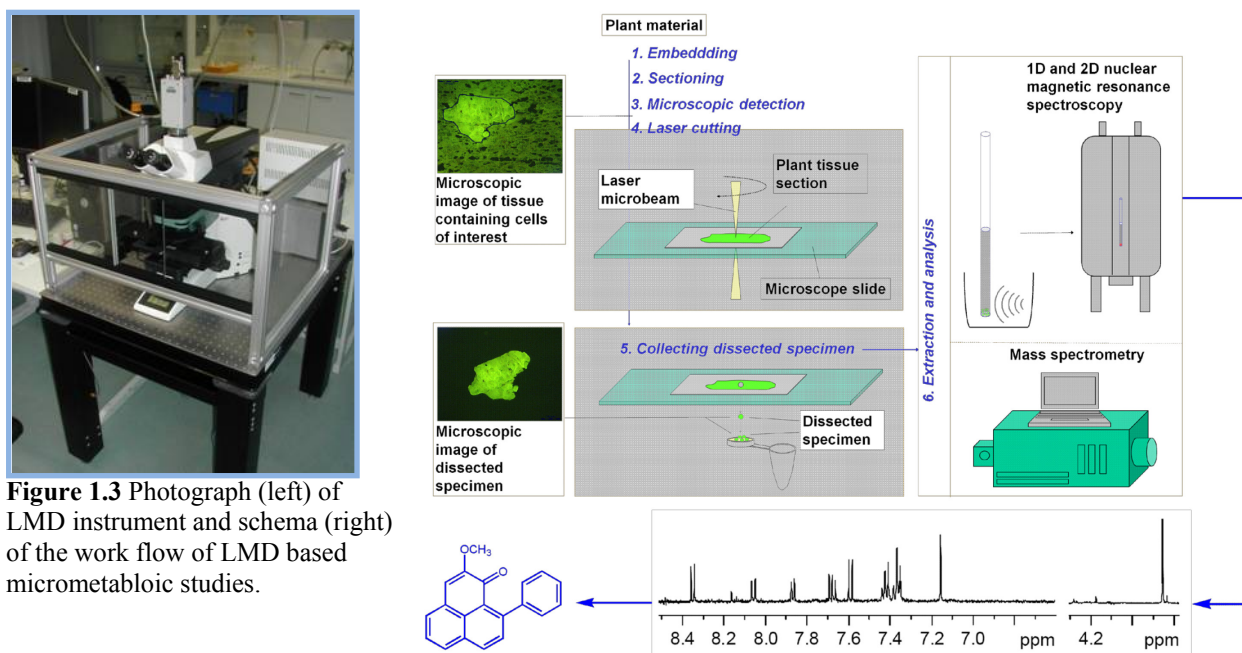 Plant material
1. Embeddding
2. Sectioning
3. Microscopic detection
4. Laser cutting
Microscopic
image of tissue
containing cells
of interest
Laser
microbeam
Plant tissue
section
Microscope slide
5. Collecting dissected specimen
Microscopic
image of
dissected
specimen
Dissected
specimen
6. Extraction and analysis
1D and 2D nuclear
magnetic resonance
spectroscopy
Mass spectrometry
Figure 1.3 Photograph (left) of
LMD instrument and schema (right)
of the work flow of LMD based
micrometabloic studies.
OCH3
O
8.4 8.2 8.0 7.8 7.6 7.4 7.2 7.0 ppm 4.2 ppm